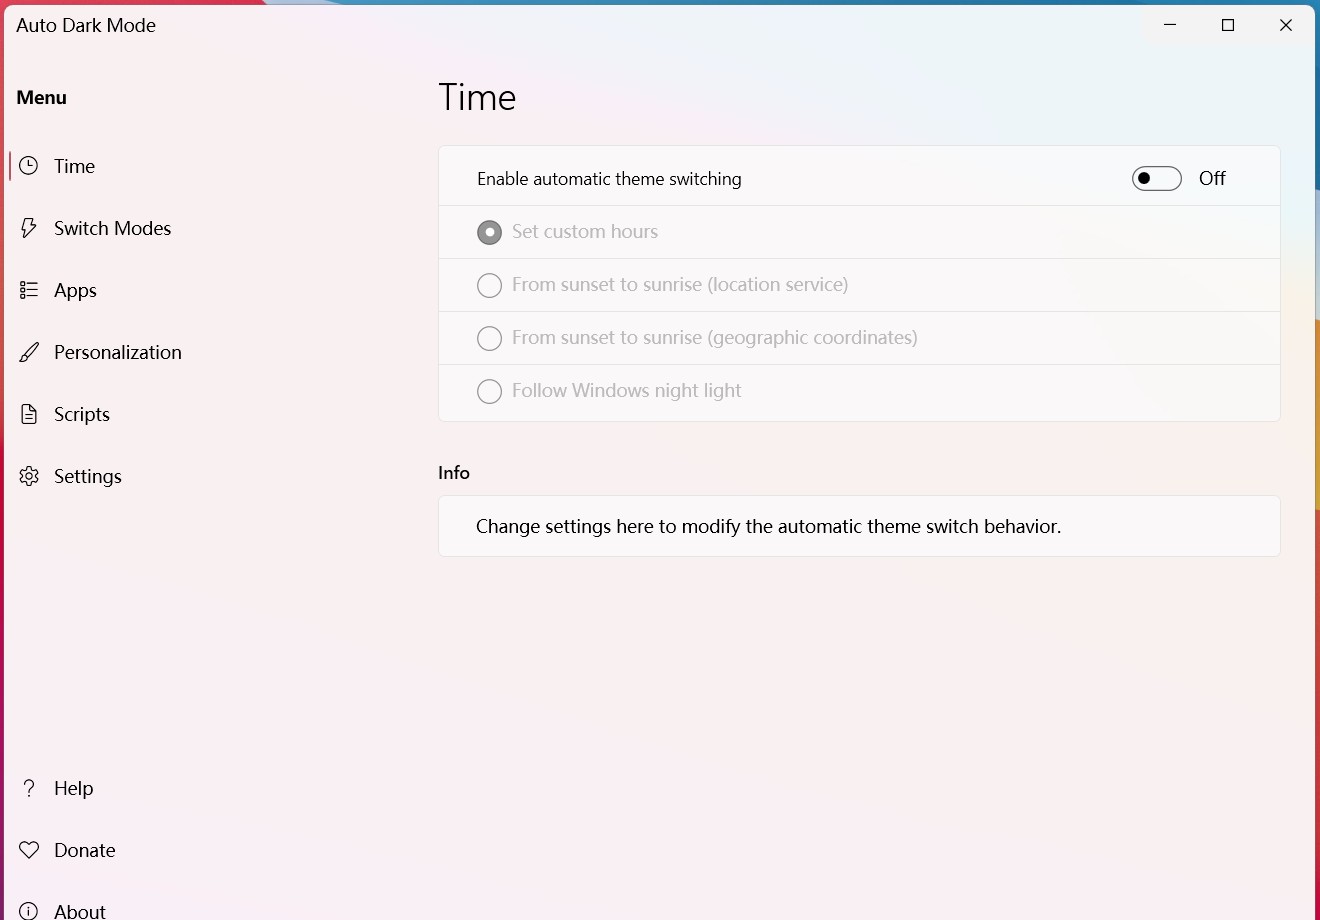 Auto Dark Mode
Menu
Time
Switch Modes
Apps
Personalization
Scripts
Settings
Help
Donate
About
Time
Enable automatic theme switching
Off
Set custom hours
From sunset to sunrise (location service)
From sunset to sunrise (geographic coordinates)
Follow Windows night light
Info
Change settings here to modify the automatic theme switch behavior.